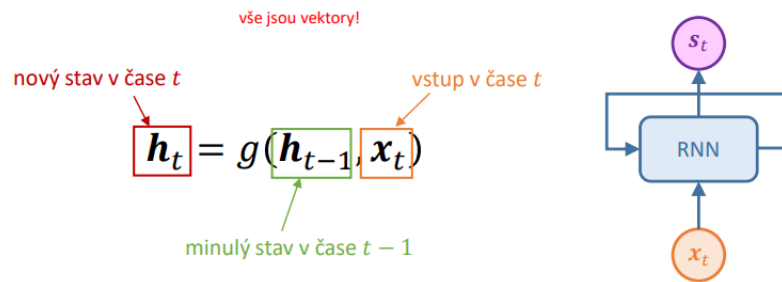 vše jsou vektory!
nový stav v čase t
vstup v čase t
h_t = g(h_{t−1}, x_t)
minulý stav v čase t − 1
s_t
RNN
x_t